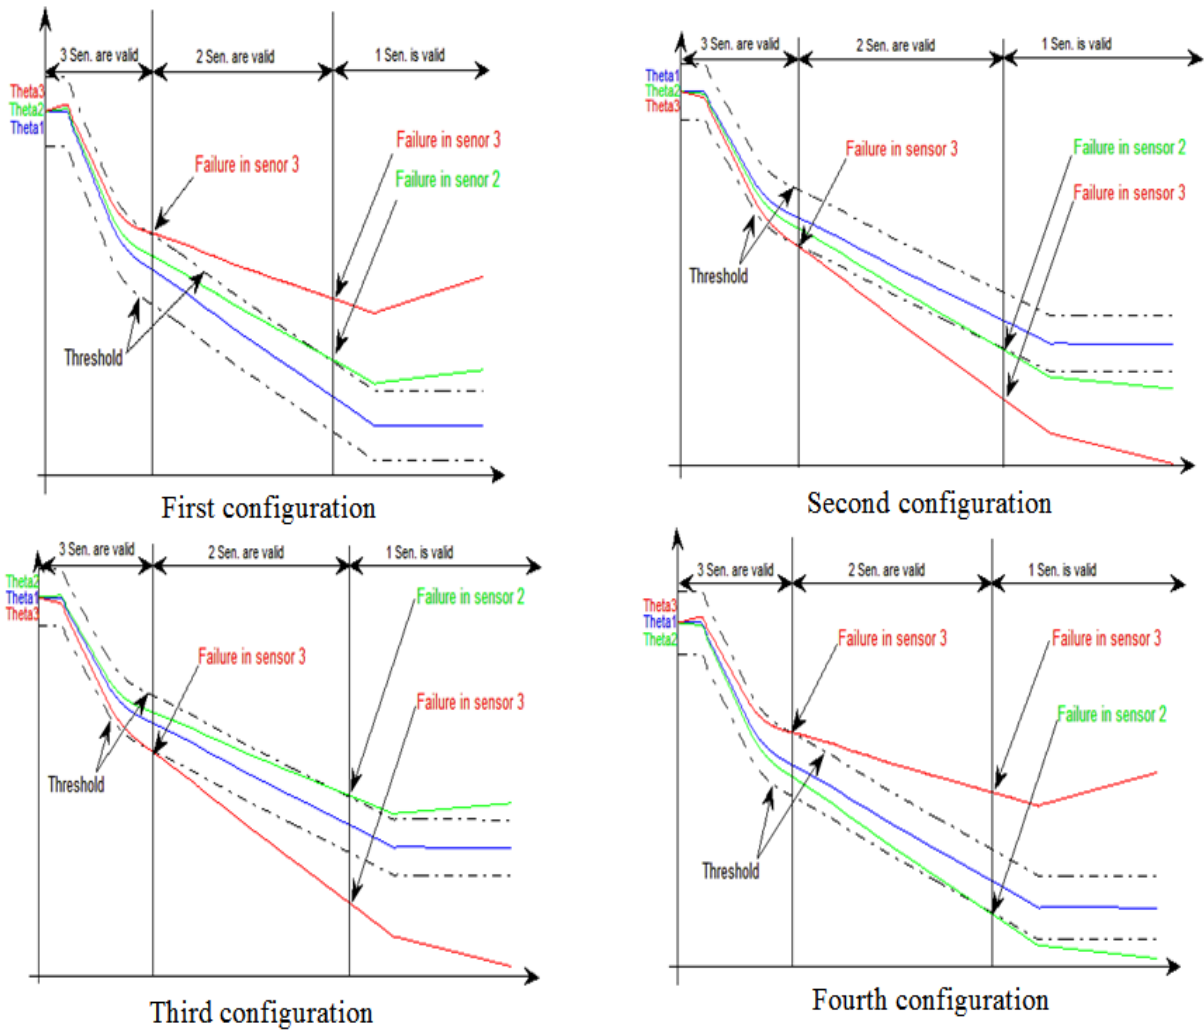 3 Sen. are valid
2 Sen. are valid
1 Sen. is valid
Theta3
Theta2
Theta1
Failure in senor 3
Failure in senor 3
Failure in senor 2
Threshold
First configuration
3 Sen. are valid
2 Sen. are valid
1 Sen. is valid
Theta1
Theta2
Theta3
Failure in sensor 3
Failure in sensor 2
Failure in sensor 3
Threshold
Second configuration
3 Sen. are valid
2 Sen. are valid
1 Sen. is valid
Theta2
Theta1
Theta3
Failure in sensor 3
Failure in sensor 2
Failure in sensor 3
Threshold
Third configuration
3 Sen. are valid
2 Sen. are valid
1 Sen. is valid
Theta3
Theta1
Theta2
Failure in sensor 3
Failure in sensor 3
Failure in sensor 2
Threshold
Fourth configuration